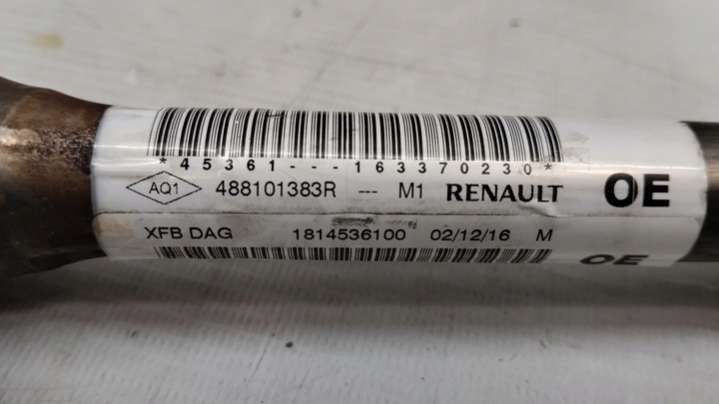 *45361---163370230*
AQ1 488101383R --- M1 RENAULT OE
XFB DAG 1814536100 02/12/16 M
OE